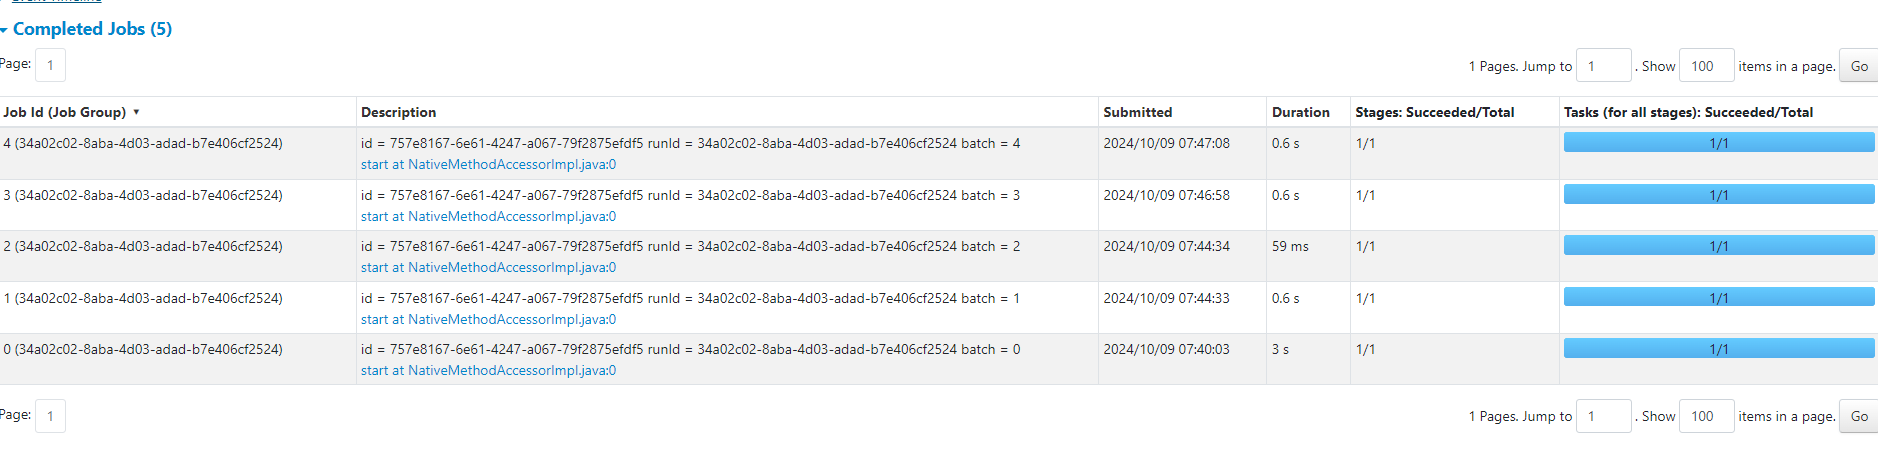 Event Timeline
Completed Jobs (5)
Page: 1
1 Pages. Jump to 1 . Show 100 items in a page. Go
Job Id (Job Group) ▾ Description Submitted Duration Stages: Succeeded/Total Tasks (for all stages): Succeeded/Total
4 (34a02c02-8aba-4d03-adad-b7e406cf2524) id = 757e8167-6e61-4247-a067-79f2875efdf5 runId = 34a02c02-8aba-4d03-adad-b7e406cf2524 batch = 4 2024/10/09 07:47:08 0.6 s 1/1 1/1
start at NativeMethodAccessorImpl.java:0
3 (34a02c02-8aba-4d03-adad-b7e406cf2524) id = 757e8167-6e61-4247-a067-79f2875efdf5 runId = 34a02c02-8aba-4d03-adad-b7e406cf2524 batch = 3 2024/10/09 07:46:58 0.6 s 1/1 1/1
start at NativeMethodAccessorImpl.java:0
2 (34a02c02-8aba-4d03-adad-b7e406cf2524) id = 757e8167-6e61-4247-a067-79f2875efdf5 runId = 34a02c02-8aba-4d03-adad-b7e406cf2524 batch = 2 2024/10/09 07:44:34 59 ms 1/1 1/1
start at NativeMethodAccessorImpl.java:0
1 (34a02c02-8aba-4d03-adad-b7e406cf2524) id = 757e8167-6e61-4247-a067-79f2875efdf5 runId = 34a02c02-8aba-4d03-adad-b7e406cf2524 batch = 1 2024/10/09 07:44:33 0.6 s 1/1 1/1
start at NativeMethodAccessorImpl.java:0
0 (34a02c02-8aba-4d03-adad-b7e406cf2524) id = 757e8167-6e61-4247-a067-79f2875efdf5 runId = 34a02c02-8aba-4d03-adad-b7e406cf2524 batch = 0 2024/10/09 07:40:03 3 s 1/1 1/1
start at NativeMethodAccessorImpl.java:0
Page: 1
1 Pages. Jump to 1 . Show 100 items in a page. Go